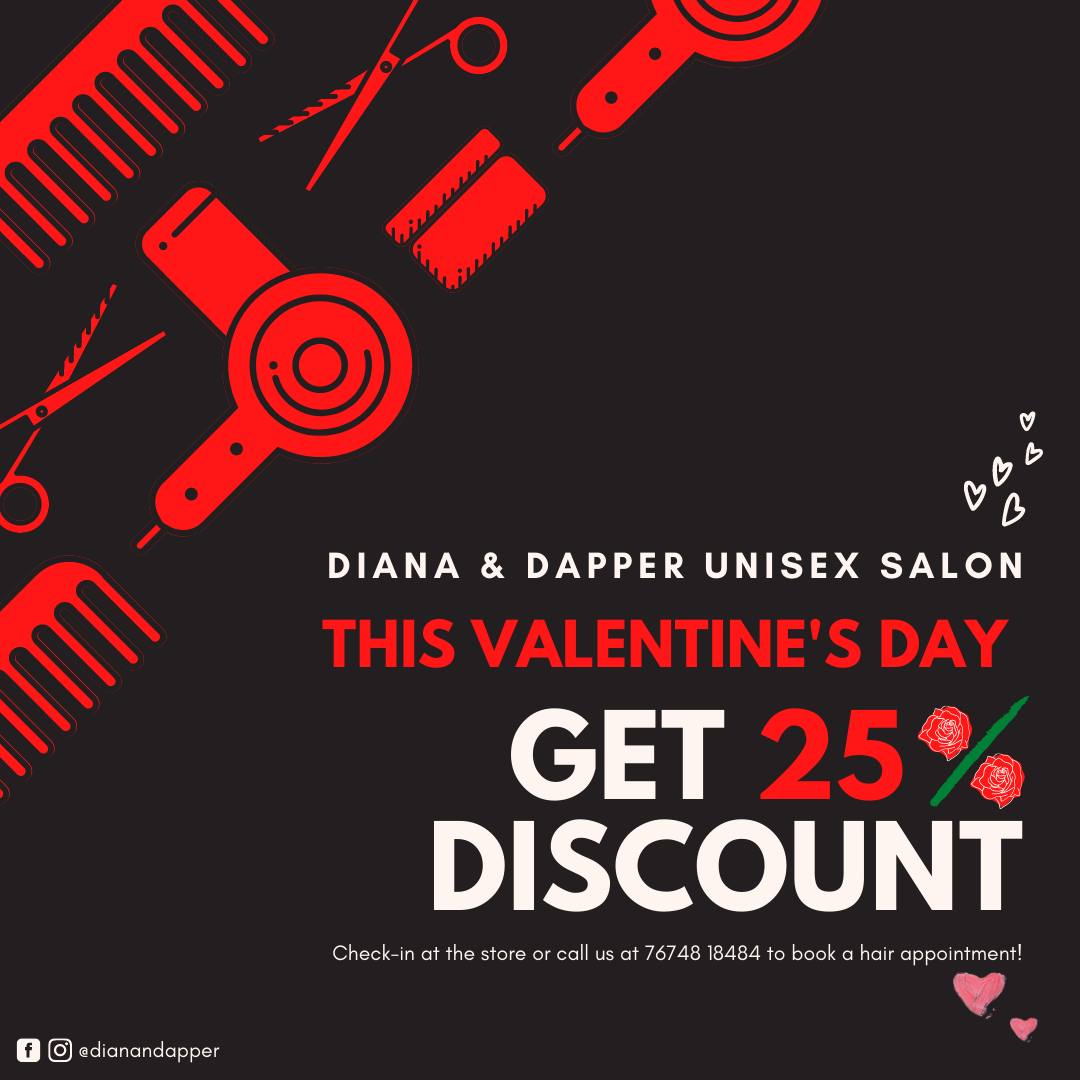 DIANA & DAPPER UNISEX SALON
THIS VALENTINE'S DAY
GET 25%
DISCOUNT
Check-in at the store or call us at 76748 18484 to book a hair appointment!
@dianandapper